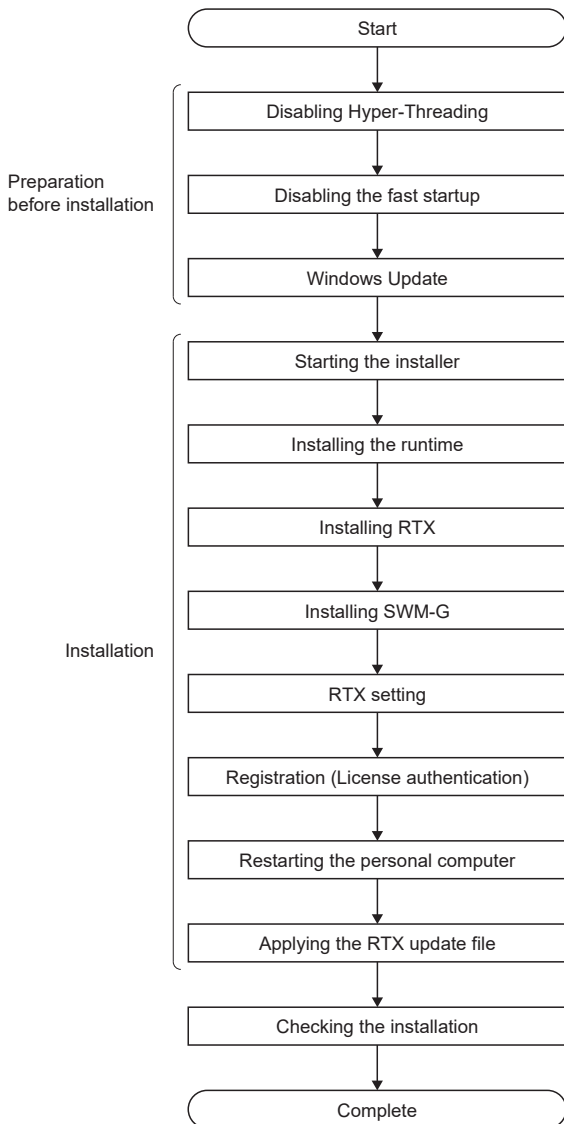 Start
Preparation
before installation
Disabling Hyper-Threading
Disabling the fast startup
Windows Update
Installation
Starting the installer
Installing the runtime
Installing RTX
Installing SWM-G
RTX setting
Registration (License authentication)
Restarting the personal computer
Applying the RTX update file
Checking the installation
Complete